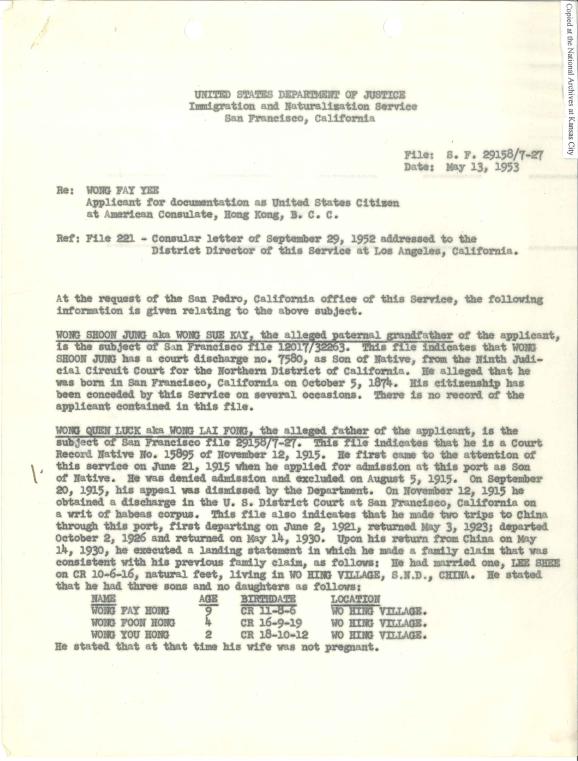 Copied at the National Archives at Kansas City
UNITED STATES DEPARTMENT OF JUSTICE
Immigration and Naturalization Service
San Francisco, California
File: S. F. 29158/7-27
Date: May 13, 1953
Re: WONG FAY YEE
Applicant for documentation as United States Citizen
at American Consulate, Hong Kong, B. C. C.
Ref: File 221 - Consular letter of September 29, 1952 addressed to the
District Director of this Service at Los Angeles, California.
At the request of the San Pedro, California office of this Service, the following
information is given relating to the above subject.
WONG SHOON JUNG aka WONG SUE KAY, the alleged paternal grandfather of the applicant,
is the subject of San Francisco file 12017/32263. This file indicates that WONG
SHOON JUNG has a court discharge no. 7580, as Son of Native, from the Ninth Judi-
cial Circuit Court for the Northern District of California. He alleged that he
was born in San Francisco, California on October 5, 1874. His citizenship has
been conceded by this Service on several occasions. There is no record of the
applicant contained in this file.
WONG QUEN LUCK aka WONG LAI FONG, the alleged father of the applicant, is the
subject of San Francisco file 29158/7-27. This file indicates that he is a Court
Record Native No. 15895 of November 12, 1915. He first came to the attention of
this service on June 21, 1915 when he applied for admission at this port as Son
of Native. He was denied admission and excluded on August 5, 1915. On September
20, 1915, his appeal was dismissed by the Department. On November 12, 1915 he
obtained a discharge in the U. S. District Court at San Francisco, California on
a writ of habeas corpus. This file also indicates that he made two trips to China
through this port, first departing on June 2, 1921, returned May 3, 1923; departed
October 2, 1926 and returned on May 14, 1930. Upon his return from China on May
14, 1930, he executed a landing statement in which he made a family claim that was
consistent with his previous family claim, as follows: He had married one, LEE SHEE
on CR 10-6-16, natural feet, living in WO HING VILLAGE, S.N.D., CHINA. He stated
that he had three sons and no daughters as follows:
NAME AGE BIRTHDATE LOCATION
WONG FAY HONG 9 CR 11-8-6 WO HING VILLAGE.
WONG FOON HONG 4 CR 16-9-19 WO HING VILLAGE.
WONG YOU HONG 2 CR 18-10-12 WO HING VILLAGE.
He stated that at that time his wife was not pregnant.